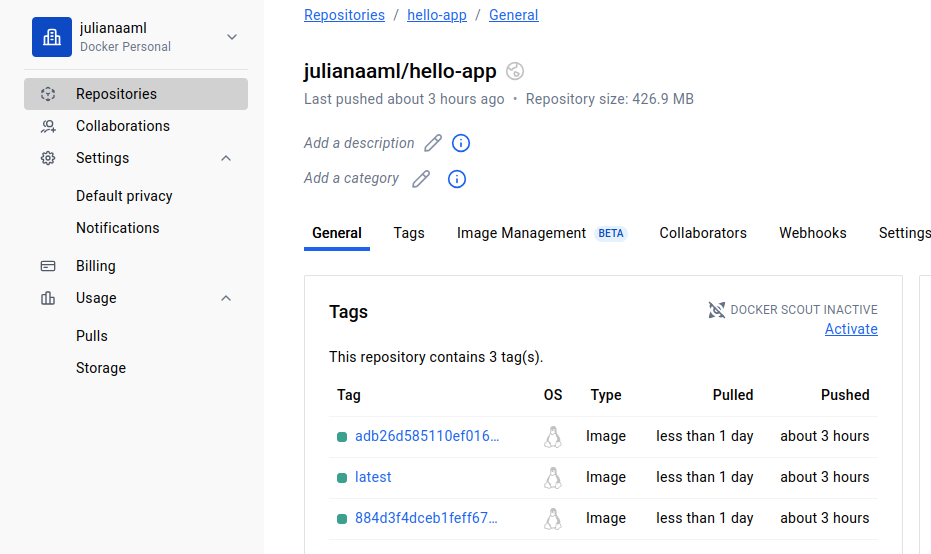 julianaaml
Docker Personal
Repositories
Collaborations
Settings
Default privacy
Notifications
Billing
Usage
Pulls
Storage
Repositories / hello-app / General
julianaaml/hello-app
Last pushed about 3 hours ago • Repository size: 426.9 MB
Add a description
Add a category
General Tags Image Management BETA Collaborators Webhooks Settings
Tags
DOCKER SCOUT INACTIVE
Activate
This repository contains 3 tag(s).
Tag OS Type Pulled Pushed
adb26d585110ef016... Image less than 1 day about 3 hours
latest Image less than 1 day about 3 hours
884d3f4dceb1feff67... Image less than 1 day about 3 hours